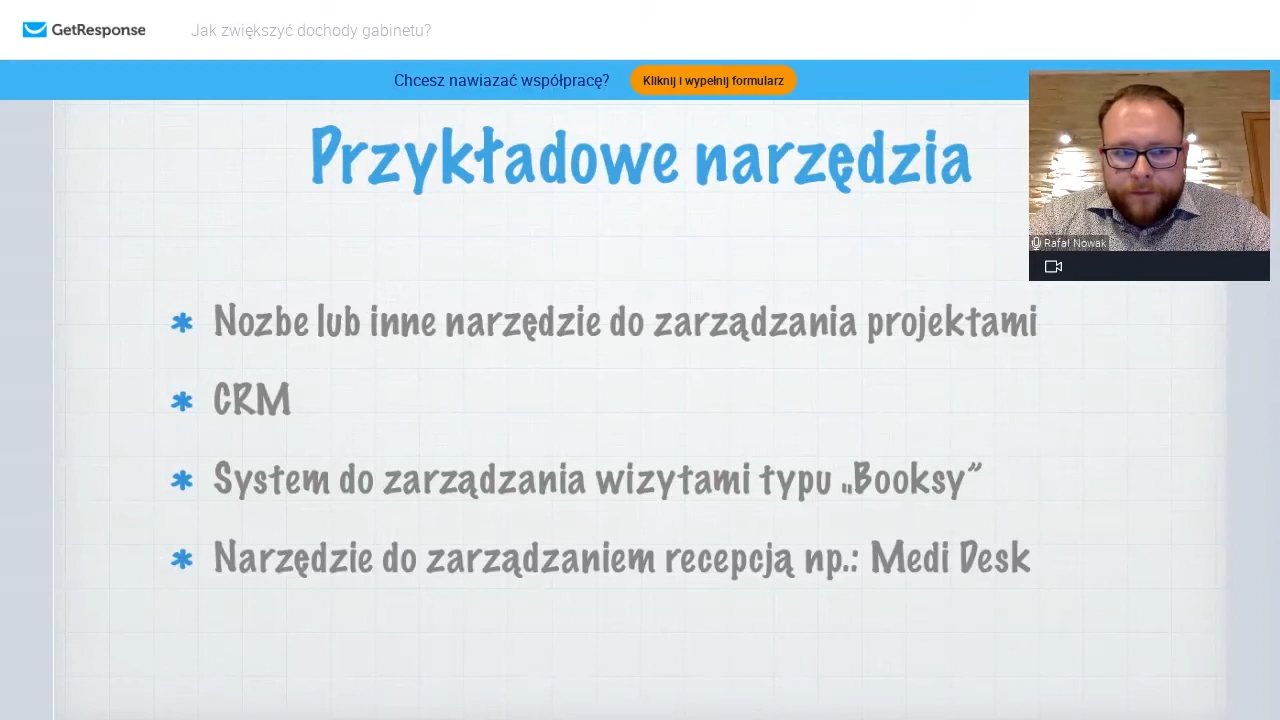 GetResponse
Jak zwiększyć dochody gabinetu?
Chcesz nawiazać współpracę?
Kliknij i wypełnij formularz
Przykładowe narzędzia
Rafał Nowak
* Nozbe lub inne narzędzie do zarządzania projektami
* CRM
* System do zarządzania wizytami typu „Booksy”
* Narzędzie do zarządzaniem recepcją np.: Medi Desk